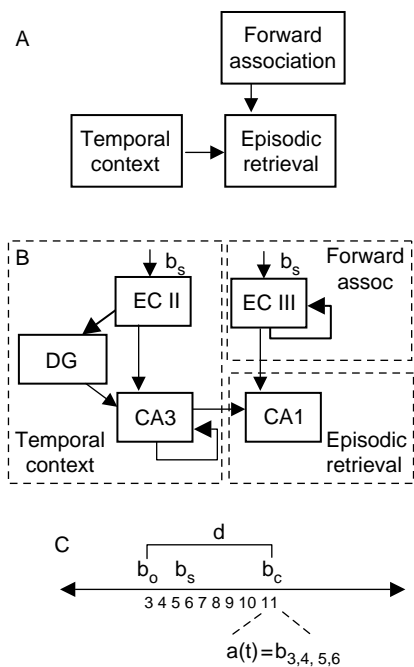 A
Forward
association
Temporal
context
Episodic
retrieval
B
b_s
EC II
DG
CA3
Temporal
context
b_s
EC III
Forward
assoc
CA1
Episodic
retrieval
C
d
b_o b_s b_c
3 4 5 6 7 8 9 10 11
a(t)=b_3,4, 5,6